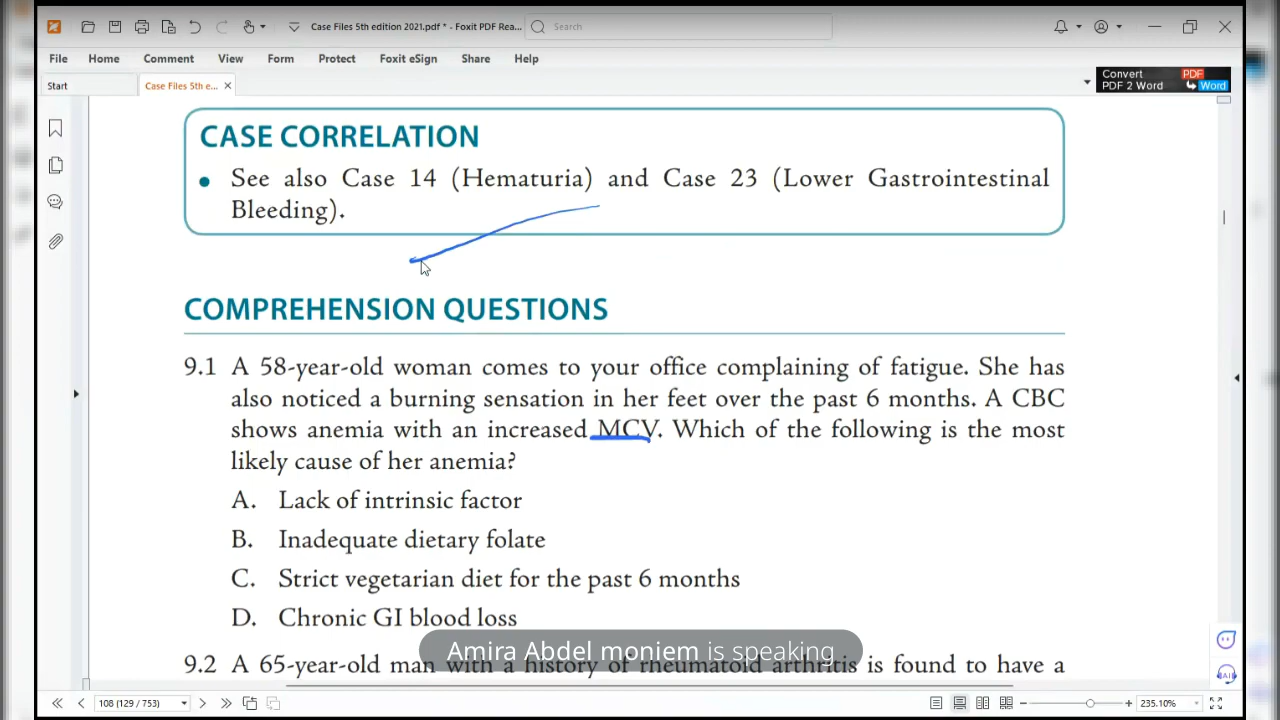 Case Files 5th edition 2021.pdf * - Foxit PDF Rea...
Search
File Home Comment View Form Protect Foxit eSign Share Help
Start
Case Files 5th e...
Convert PDF
PDF 2 Word Word
CASE CORRELATION
• See also Case 14 (Hematuria) and Case 23 (Lower Gastrointestinal
Bleeding).
COMPREHENSION QUESTIONS
9.1 A 58-year-old woman comes to your office complaining of fatigue. She has
also noticed a burning sensation in her feet over the past 6 months. A CBC
shows anemia with an increased MCV. Which of the following is the most
likely cause of her anemia?
A. Lack of intrinsic factor
B. Inadequate dietary folate
C. Strict vegetarian diet for the past 6 months
D. Chronic GI blood loss
Amira Abdel moniem is speaking
9.2 A 65-year-old man with a history of rheumatoid arthritis is found to have a
108 (129 / 753)
235.10%